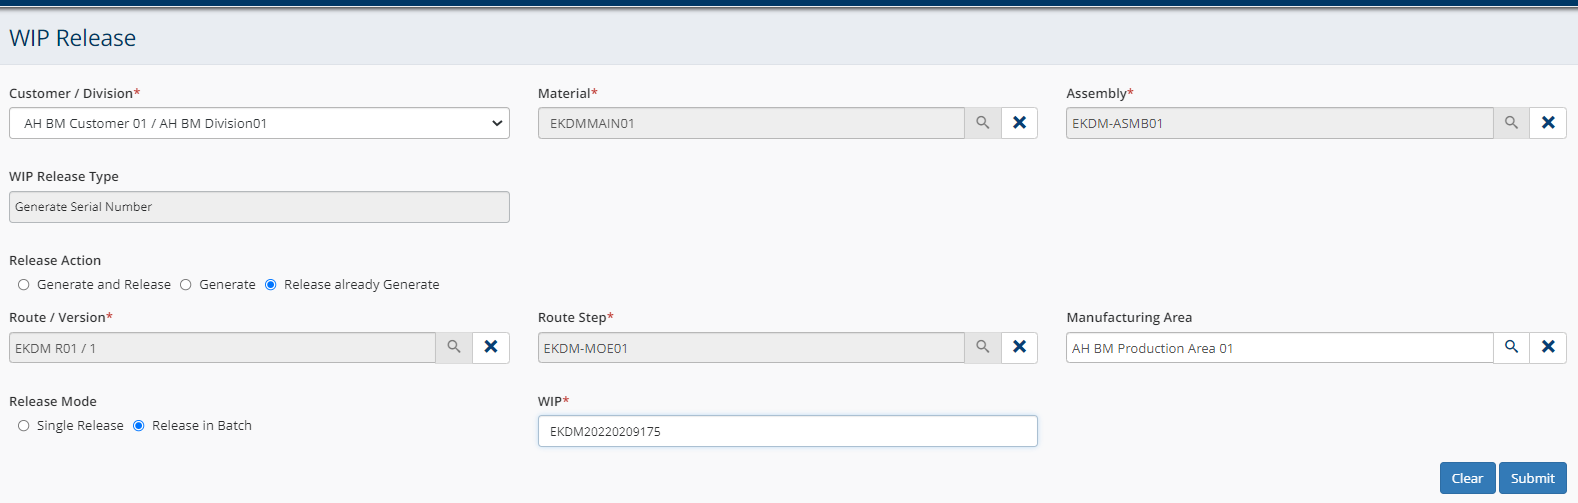 WIP Release
Customer / Division* Material* Assembly*
AH BM Customer 01 / AH BM Division01 EKDMMAIN01 EKDM-ASMB01
WIP Release Type
Generate Serial Number
Release Action
Generate and Release Generate Release already Generate
Route / Version* Route Step* Manufacturing Area
EKDM R01 / 1 EKDM-MOE01 AH BM Production Area 01
Release Mode WIP*
Single Release Release in Batch EKDM20220209175
Clear Submit